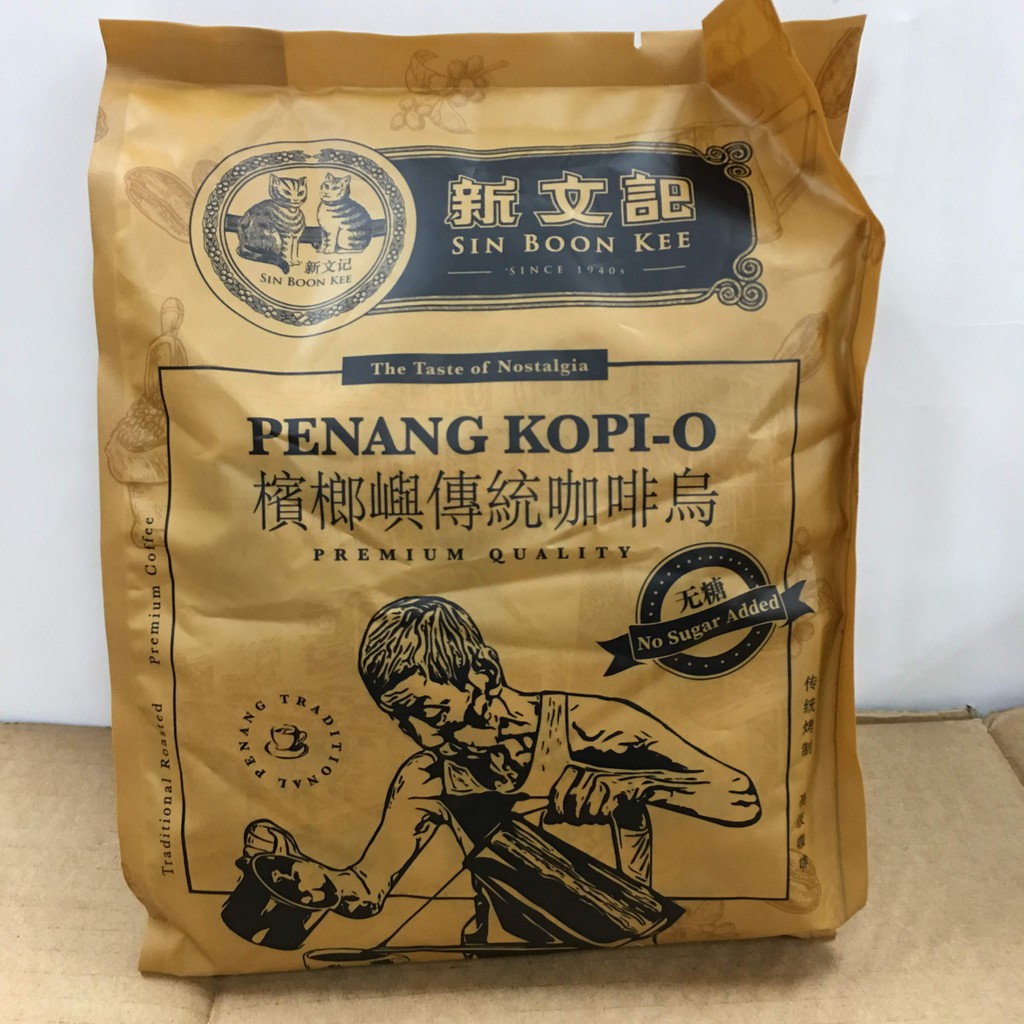 新文記
SIN BOON KEE
SINCE 1940s
新文记
SIN BOON KEE
The Taste of Nostalgia
PENANG KOPI-O
檳榔嶼傳統咖啡烏
PREMIUM QUALITY
无糖
No Sugar Added
PENANG TRADITIONAL
Traditional Roasted Premium Coffee
传统烤制